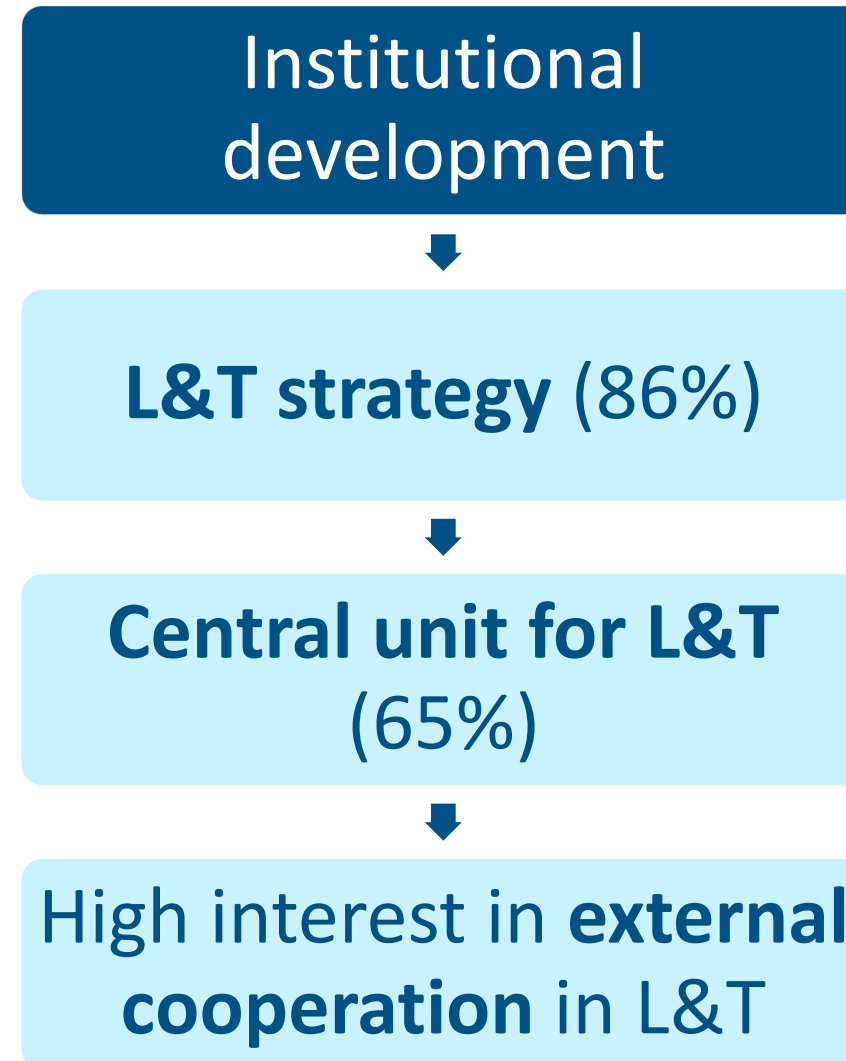 Institutional
development
L&T strategy (86%)
Central unit for L&T
(65%)
High interest in external
cooperation in L&T